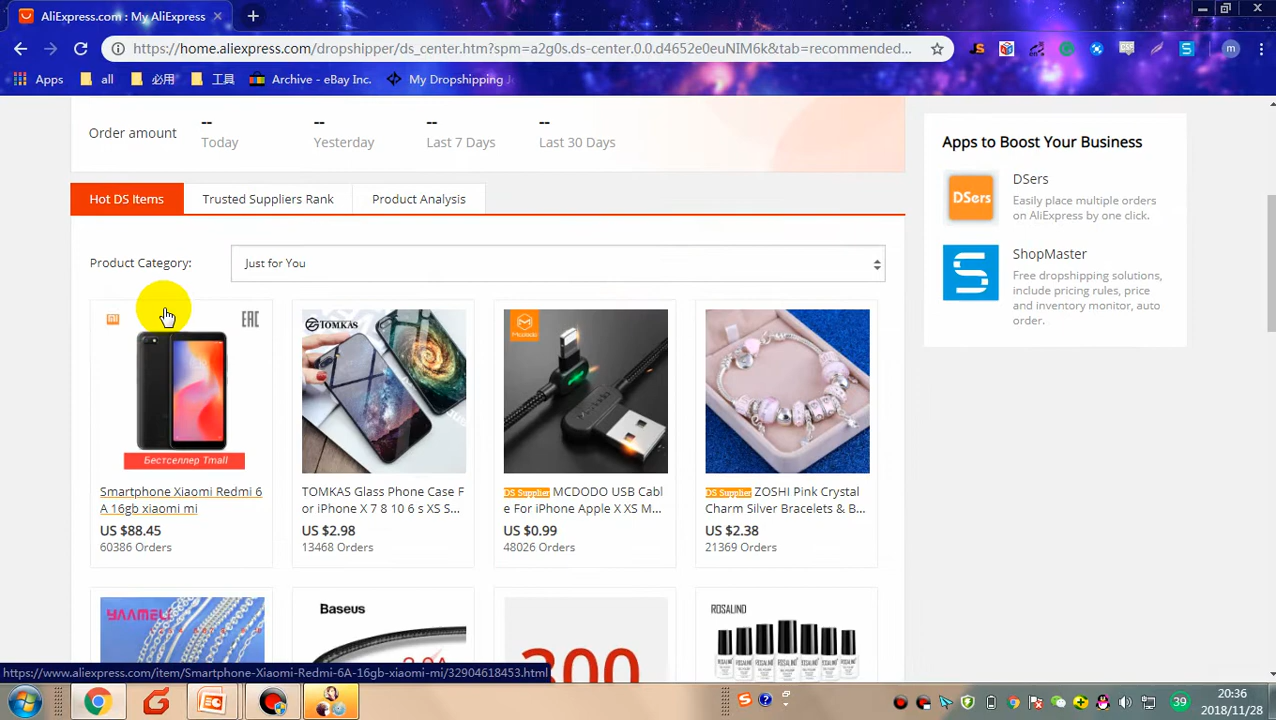 AliExpress.com : My AliExpress
https://home.aliexpress.com/dropshipper/ds_center.htm?spm=a2g0s.ds-center.0.0.d4652e0euNIM6k&tab=recommended...
Apps
all
必用
工具
Archive - eBay Inc.
My Dropshipping Jo
Order amount
--
Today
--
Yesterday
--
Last 7 Days
--
Last 30 Days
Hot DS Items
Trusted Suppliers Rank
Product Analysis
Product Category:
Just for You
EAC
Бестселлер Tmall
Smartphone Xiaomi Redmi 6
A 16gb xiaomi mi
US $88.45
60386 Orders
TOMKAS
TOMKAS Glass Phone Case F
or iPhone X 7 8 10 6 s XS S...
US $2.98
13468 Orders
Mcdodo
DS Supplier MCDODO USB Cabl
e For iPhone Apple X XS M...
US $0.99
48026 Orders
DS Supplier ZOSHI Pink Crystal
Charm Silver Bracelets & B...
US $2.38
21369 Orders
Baseus
300
ROSALIND
Apps to Boost Your Business
DSers
DSers
Easily place multiple orders
on AliExpress by one click.
ShopMaster
Free dropshipping solutions,
include pricing rules, price
and inventory monitor, auto
order.
https://www.aliexpress.com/item/Smartphone-Xiaomi-Redmi-6A-16gb-xiaomi-mi/32904618453.html
39
20:36
2018/11/28